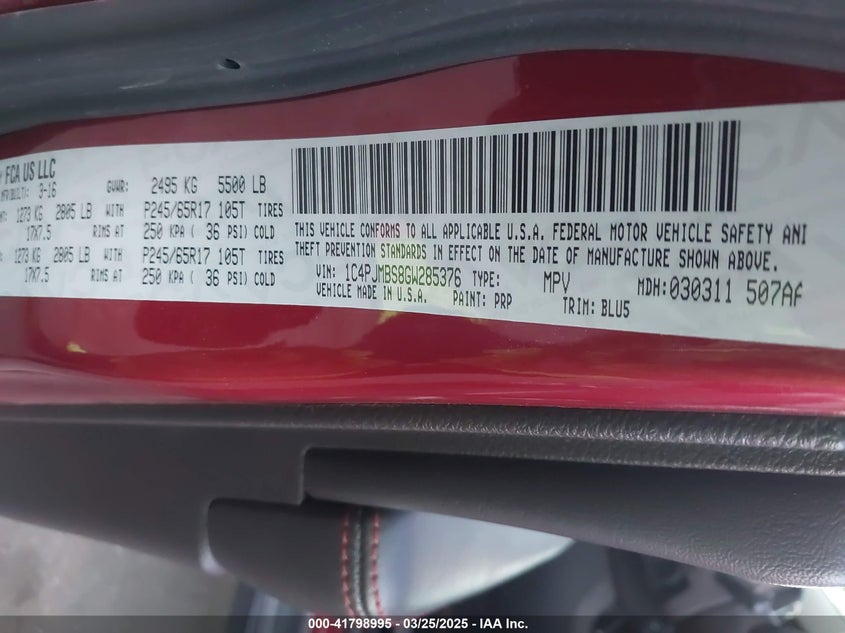 FCA US LLC
MFR/BUILT: 3-16
GVWR: 2495 KG 5500 LB
1273 KG 2805 LB WITH P245/65R17 105T TIRES
17X7.5 RIMS AT 250 KPA ( 36 PSI) COLD
1273 KG 2805 LB WITH P245/65R17 105T TIRES
17X7.5 RIMS AT 250 KPA ( 36 PSI) COLD
THIS VEHICLE CONFORMS TO ALL APPLICABLE U.S.A. FEDERAL MOTOR VEHICLE SAFETY AND
THEFT PREVENTION STANDARDS IN EFFECT ON THE DATE OF MANUFACTURE SHOWN ABOVE.
VIN: 1C4PJMBS8GW285376 TYPE: MPV MDH:030311 507AF
VEHICLE MADE IN U.S.A. PAINT: PRP TRIM: BLU5
000-41798995 - 03/25/2025 - IAA Inc.